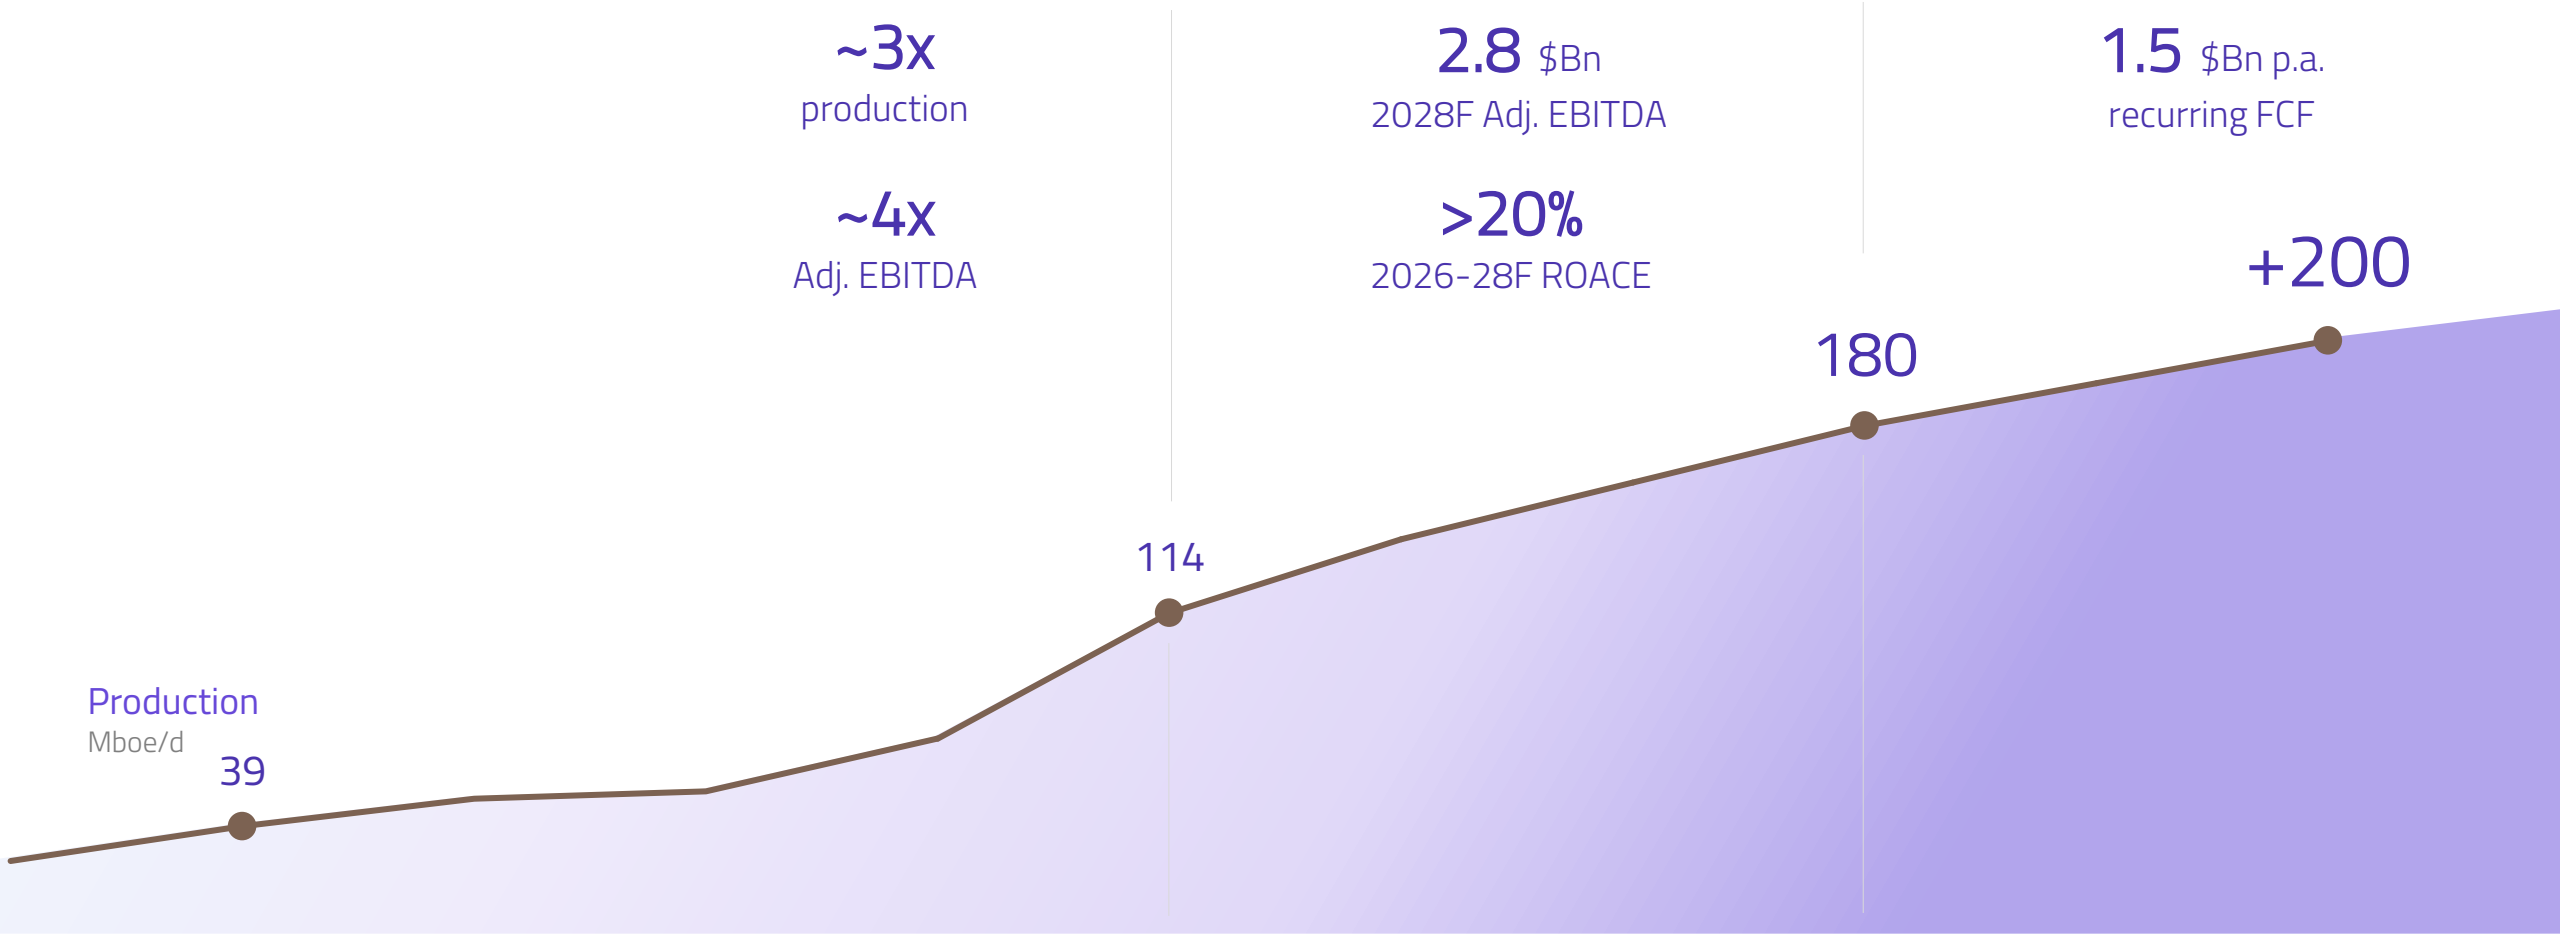 ~3x
production
~4x
Adj. EBITDA
2.8 $Bn
2028F Adj. EBITDA
>20%
2026-28F ROACE
1.5 $Bn p.a.
recurring FCF
+200
180
114
Production
Mboe/d
39